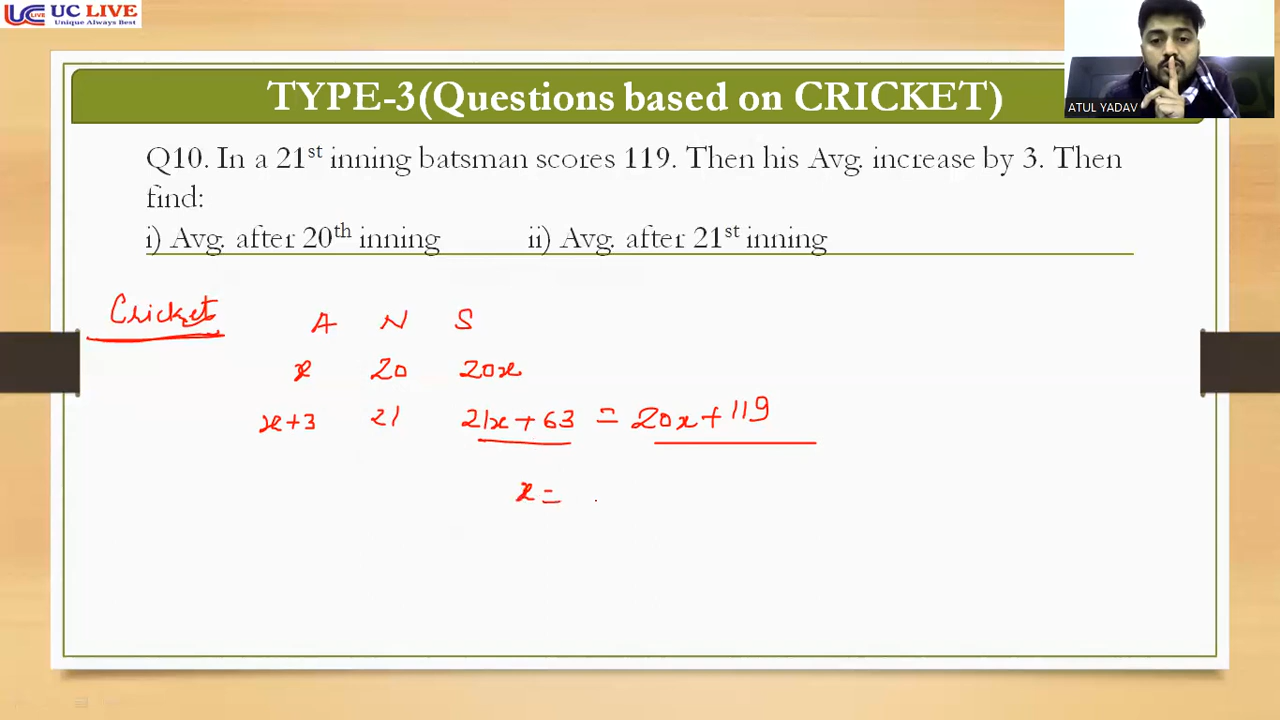 UC LIVE
Unique Always Best
ATUL YADAV
TYPE-3(Questions based on CRICKET)
Q10. In a 21st inning batsman scores 119. Then his Avg. increase by 3. Then
find:
i) Avg. after 20th inning ii) Avg. after 21st inning
Cricket A N S
x 20 20x
x+3 21 21x+63 = 20x+119
x =